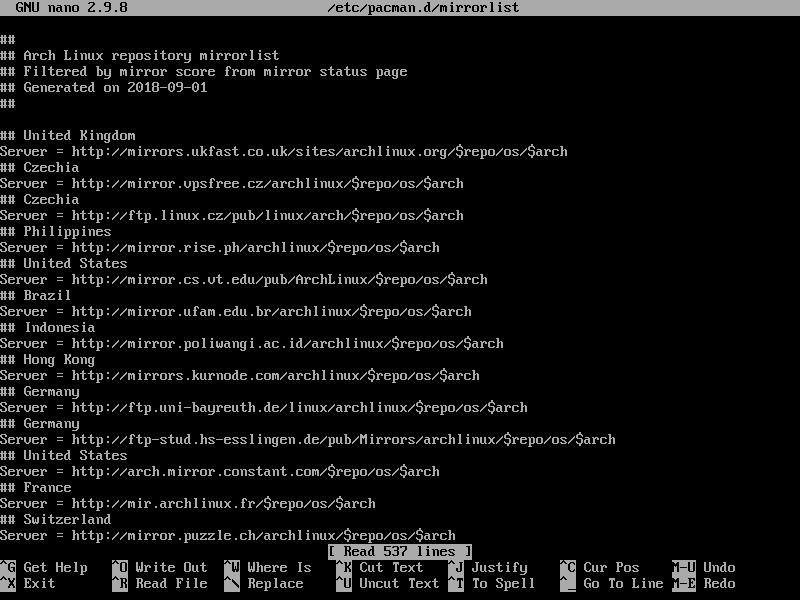 GNU nano 2.9.8 /etc/pacman.d/mirrorlist
##
## Arch Linux repository mirrorlist
## Filtered by mirror score from mirror status page
## Generated on 2018-09-01
##
## United Kingdom
Server = http://mirrors.ukfast.co.uk/sites/archlinux.org/$repo/os/$arch
## Czechia
Server = http://mirror.vpsfree.cz/archlinux/$repo/os/$arch
## Czechia
Server = http://ftp.linux.cz/pub/linux/arch/$repo/os/$arch
## Philippines
Server = http://mirror.rise.ph/archlinux/$repo/os/$arch
## United States
Server = http://mirror.cs.vt.edu/pub/ArchLinux/$repo/os/$arch
## Brazil
Server = http://mirror.ufam.edu.br/archlinux/$repo/os/$arch
## Indonesia
Server = http://mirror.poliwangi.ac.id/archlinux/$repo/os/$arch
## Hong Kong
Server = http://mirrors.kurnode.com/archlinux/$repo/os/$arch
## Germany
Server = http://ftp.uni-bayreuth.de/linux/archlinux/$repo/os/$arch
## Germany
Server = http://ftp-stud.hs-esslingen.de/pub/Mirrors/archlinux/$repo/os/$arch
## United States
Server = http://arch.mirror.constant.com/$repo/os/$arch
## France
Server = http://mir.archlinux.fr/$repo/os/$arch
## Switzerland
Server = http://mirror.puzzle.ch/archlinux/$repo/os/$arch
[ Read 537 lines ]
^G Get Help ^O Write Out ^W Where Is ^K Cut Text ^J Justify ^C Cur Pos M-U Undo
^X Exit ^R Read File ^\ Replace ^U Uncut Text ^T To Spell ^_ Go To Line M-E Redo